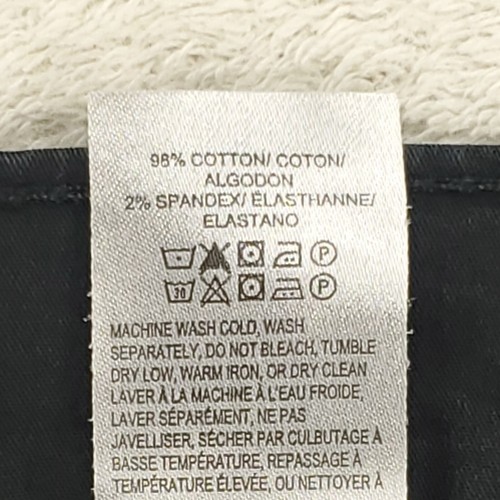 98% COTTON/ COTON/
ALGODON
2% SPANDEX/ ÉLASTHANNE/
ELASTANO
P
30 P
MACHINE WASH COLD, WASH
SEPARATELY, DO NOT BLEACH, TUMBLE
DRY LOW, WARM IRON, OR DRY CLEAN
LAVER À LA MACHINE À L'EAU FROIDE,
LAVER SÉPARÉMENT, NE PAS
JAVELLISER, SÉCHER PAR CULBUTAGE À
BASSE TEMPÉRATURE, REPASSAGE À
TEMPÉRATURE ÉLEVÉE, OU NETTOYER À